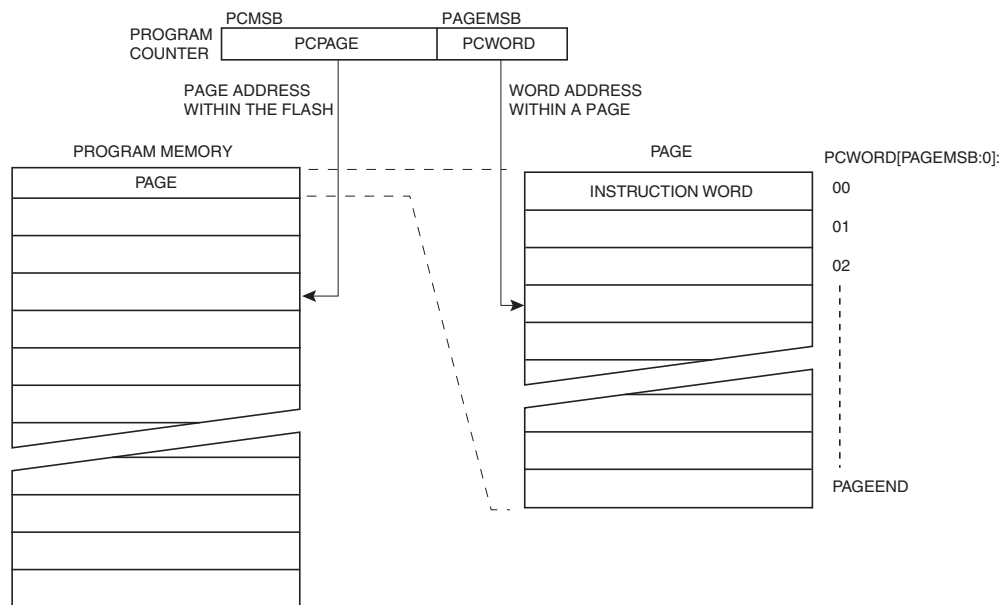 PCMSB PAGEMSB
PROGRAM
COUNTER
PCPAGE PCWORD
PAGE ADDRESS
WITHIN THE FLASH
WORD ADDRESS
WITHIN A PAGE
PROGRAM MEMORY
PAGE
PAGE
PCWORD[PAGEMSB:0]:
INSTRUCTION WORD
00
01
02
PAGEEND